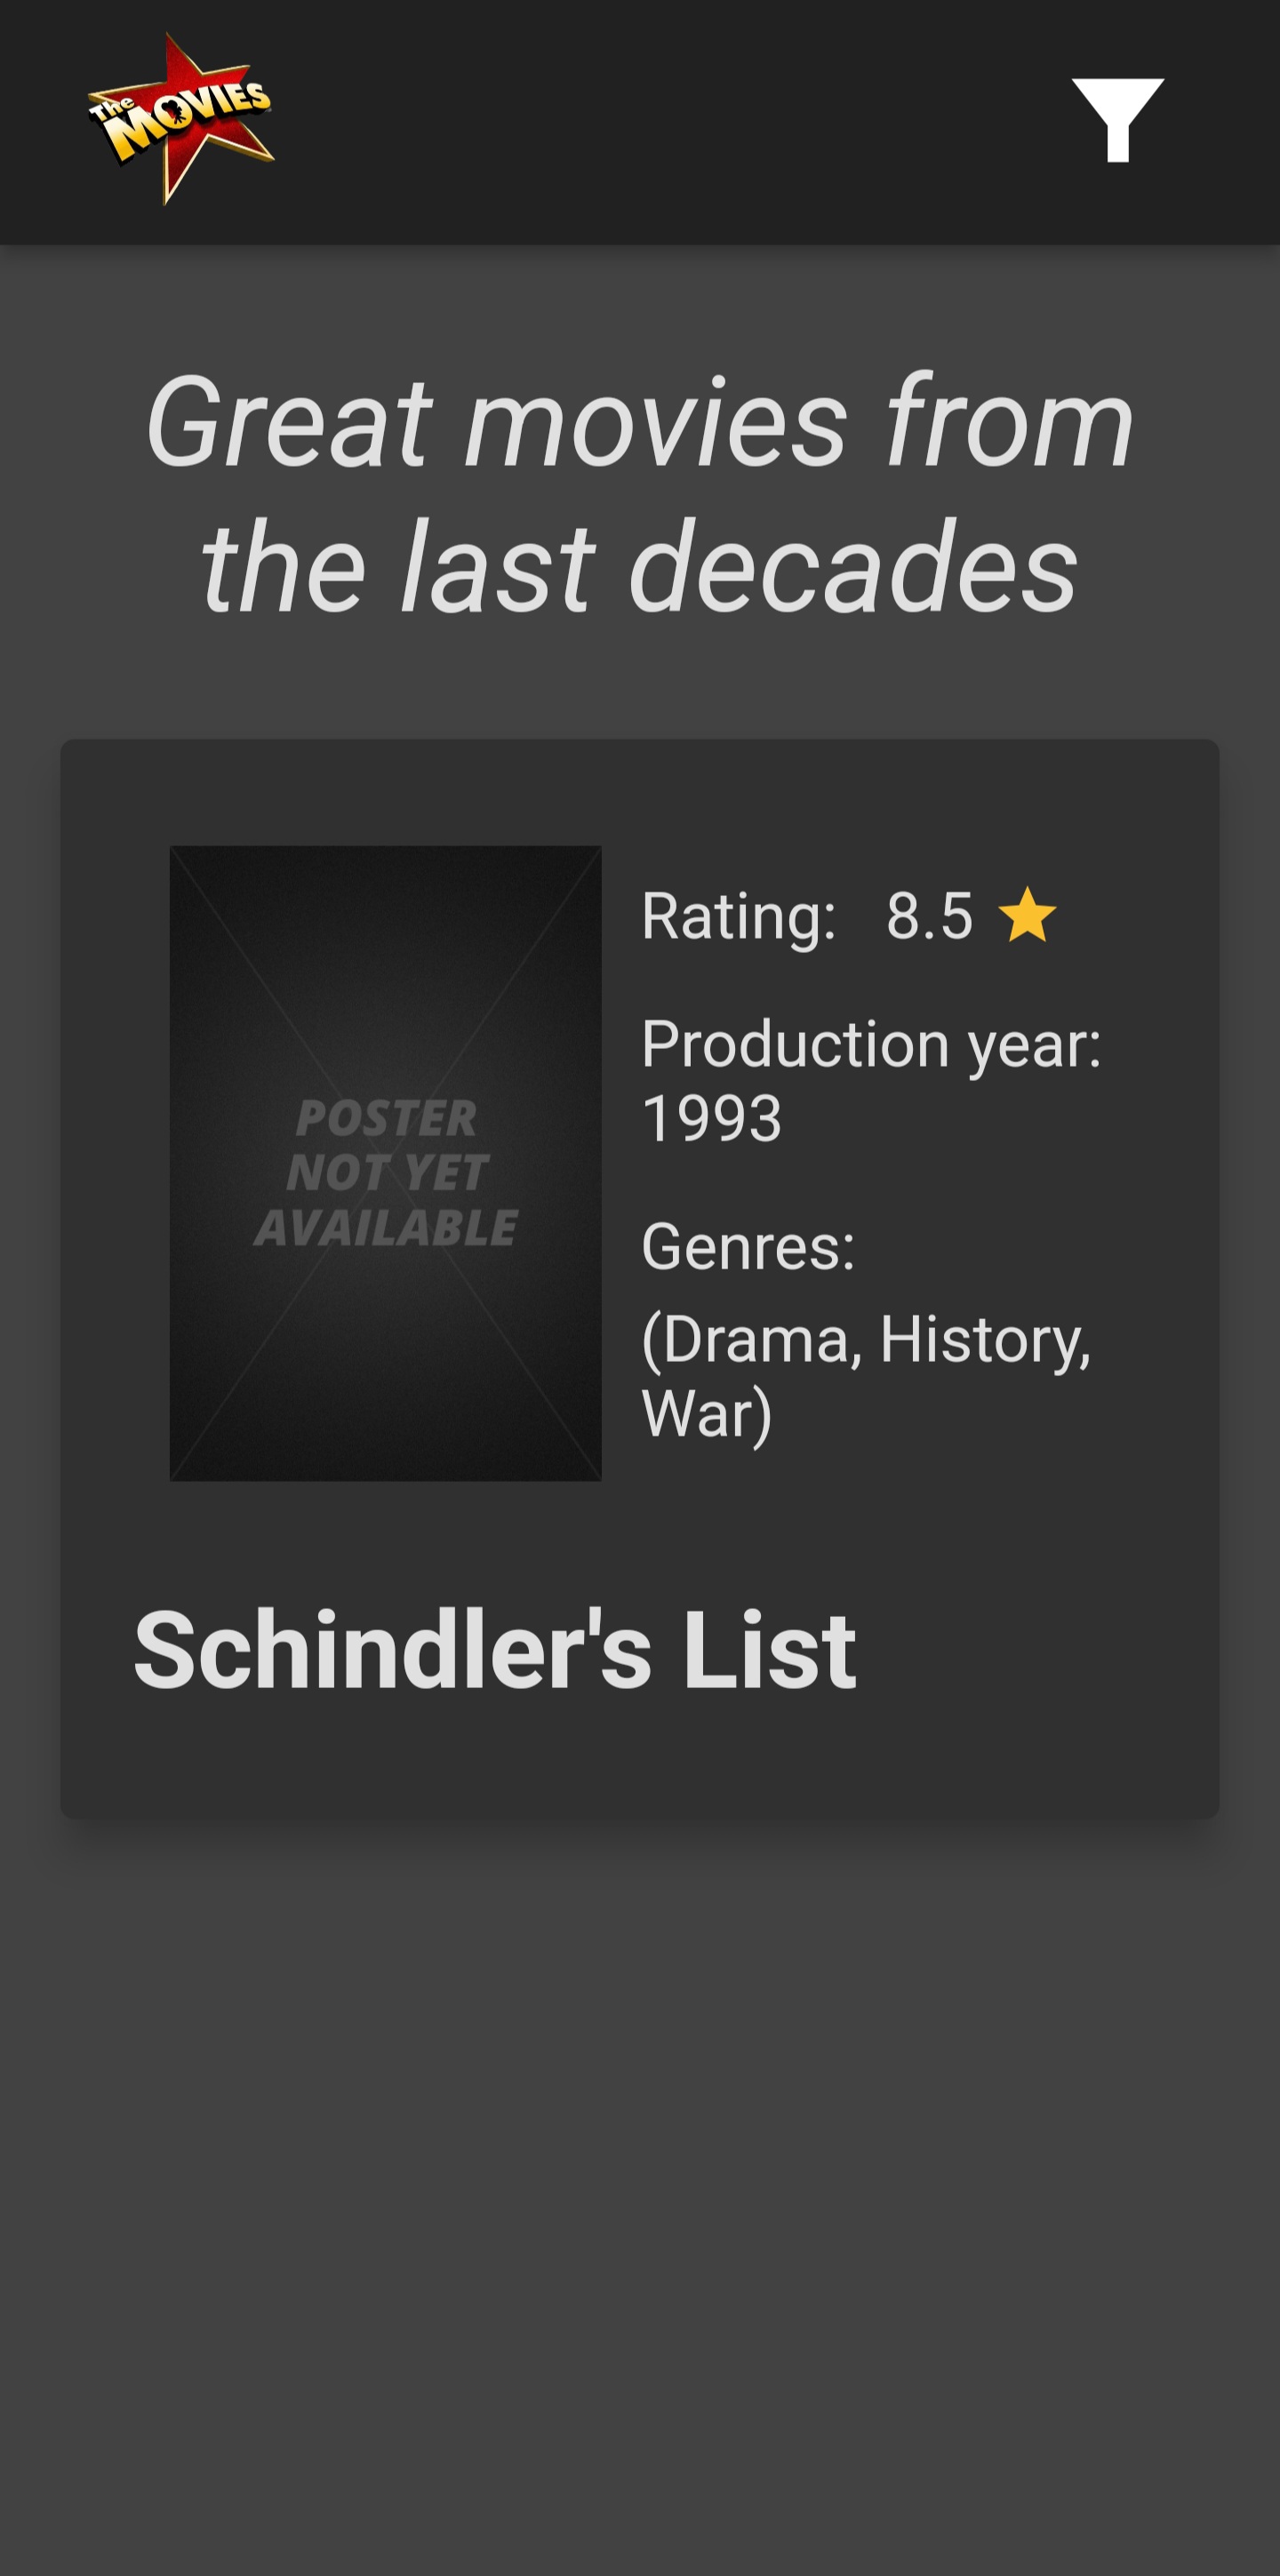 The
MOVIES
Great movies from
the last decades
POSTER
NOT YET
AVAILABLE
Rating: 8.5
Production year:
1993
Genres:
(Drama, History,
War)
Schindler's List